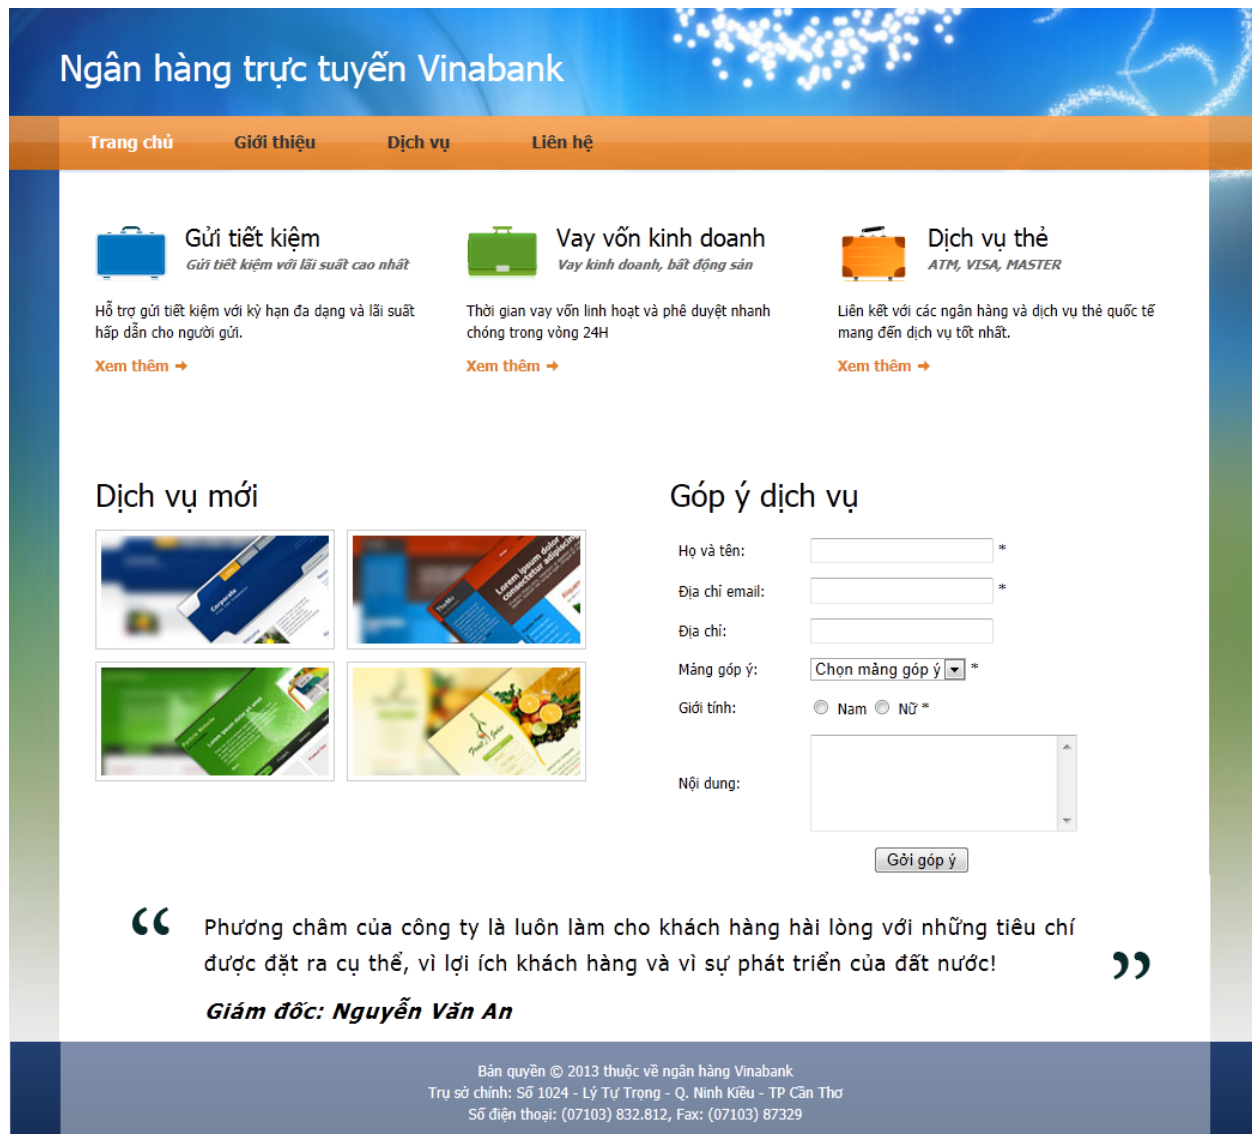 Ngân hàng trực tuyến Vinabank
Trang chủ Giới thiệu Dịch vụ Liên hệ
Gửi tiết kiệm
Gửi tiết kiệm với lãi suất cao nhất
Hỗ trợ gửi tiết kiệm với kỳ hạn đa dạng và lãi suất
hấp dẫn cho người gửi.
Xem thêm
Vay vốn kinh doanh
Vay kinh doanh, bất động sản
Thời gian vay vốn linh hoạt và phê duyệt nhanh
chóng trong vòng 24H
Xem thêm
Dịch vụ thẻ
ATM, VISA, MASTER
Liên kết với các ngân hàng và dịch vụ thẻ quốc tế
mang đến dịch vụ tốt nhất.
Xem thêm
Dịch vụ mới
Corporate
Lorem ipsum dolor
consectetur adipiscing
Fruit Juice
Góp ý dịch vụ
Họ và tên: *
Địa chỉ email: *
Địa chỉ:
Mảng góp ý: Chọn mảng góp ý *
Giới tính: Nam Nữ *
Nội dung:
Gởi góp ý
“ Phương châm của công ty là luôn làm cho khách hàng hài lòng với những tiêu chí
được đặt ra cụ thể, vì lợi ích khách hàng và vì sự phát triển của đất nước! ”
Giám đốc: Nguyễn Văn An
Bản quyền © 2013 thuộc về ngân hàng Vinabank
Trụ sở chính: Số 1024 - Lý Tự Trọng - Q. Ninh Kiều - TP Cần Thơ
Số điện thoại: (07103) 832.812, Fax: (07103) 87329